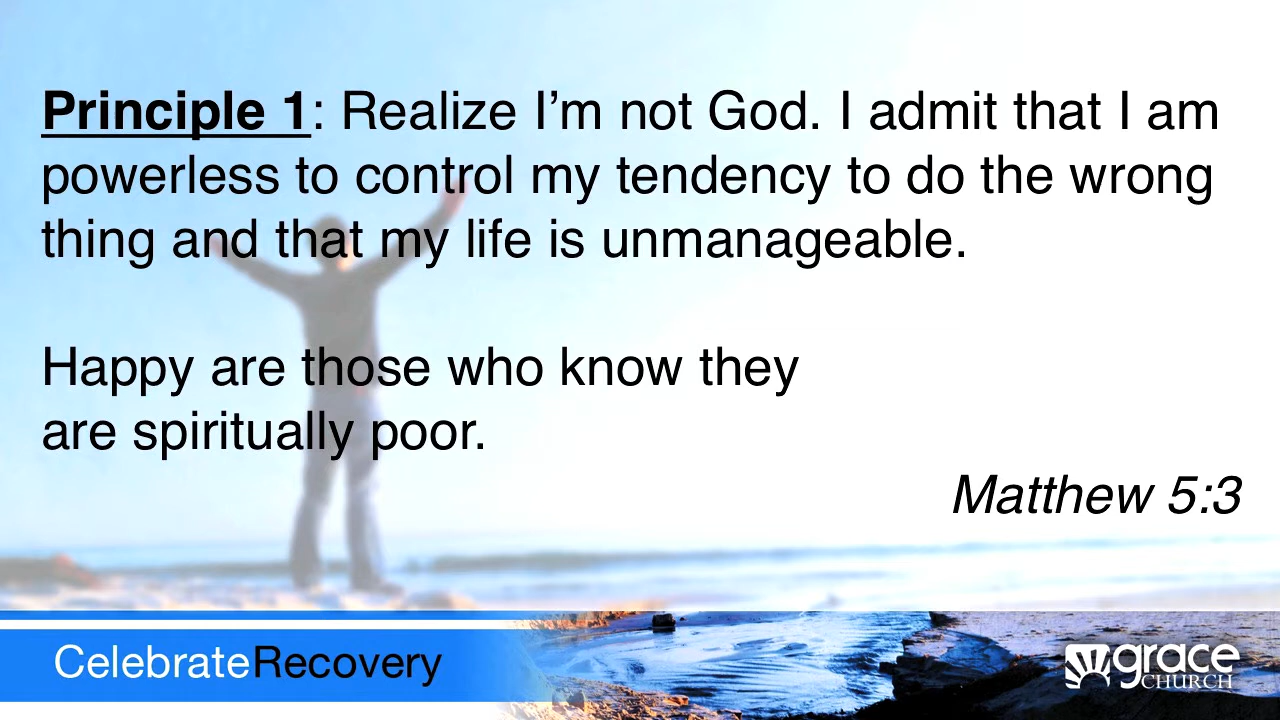 Principle 1: Realize I’m not God. I admit that I am
powerless to control my tendency to do the wrong
thing and that my life is unmanageable.
Happy are those who know they
are spiritually poor.
Matthew 5:3
CelebrateRecovery
grace
CHURCH